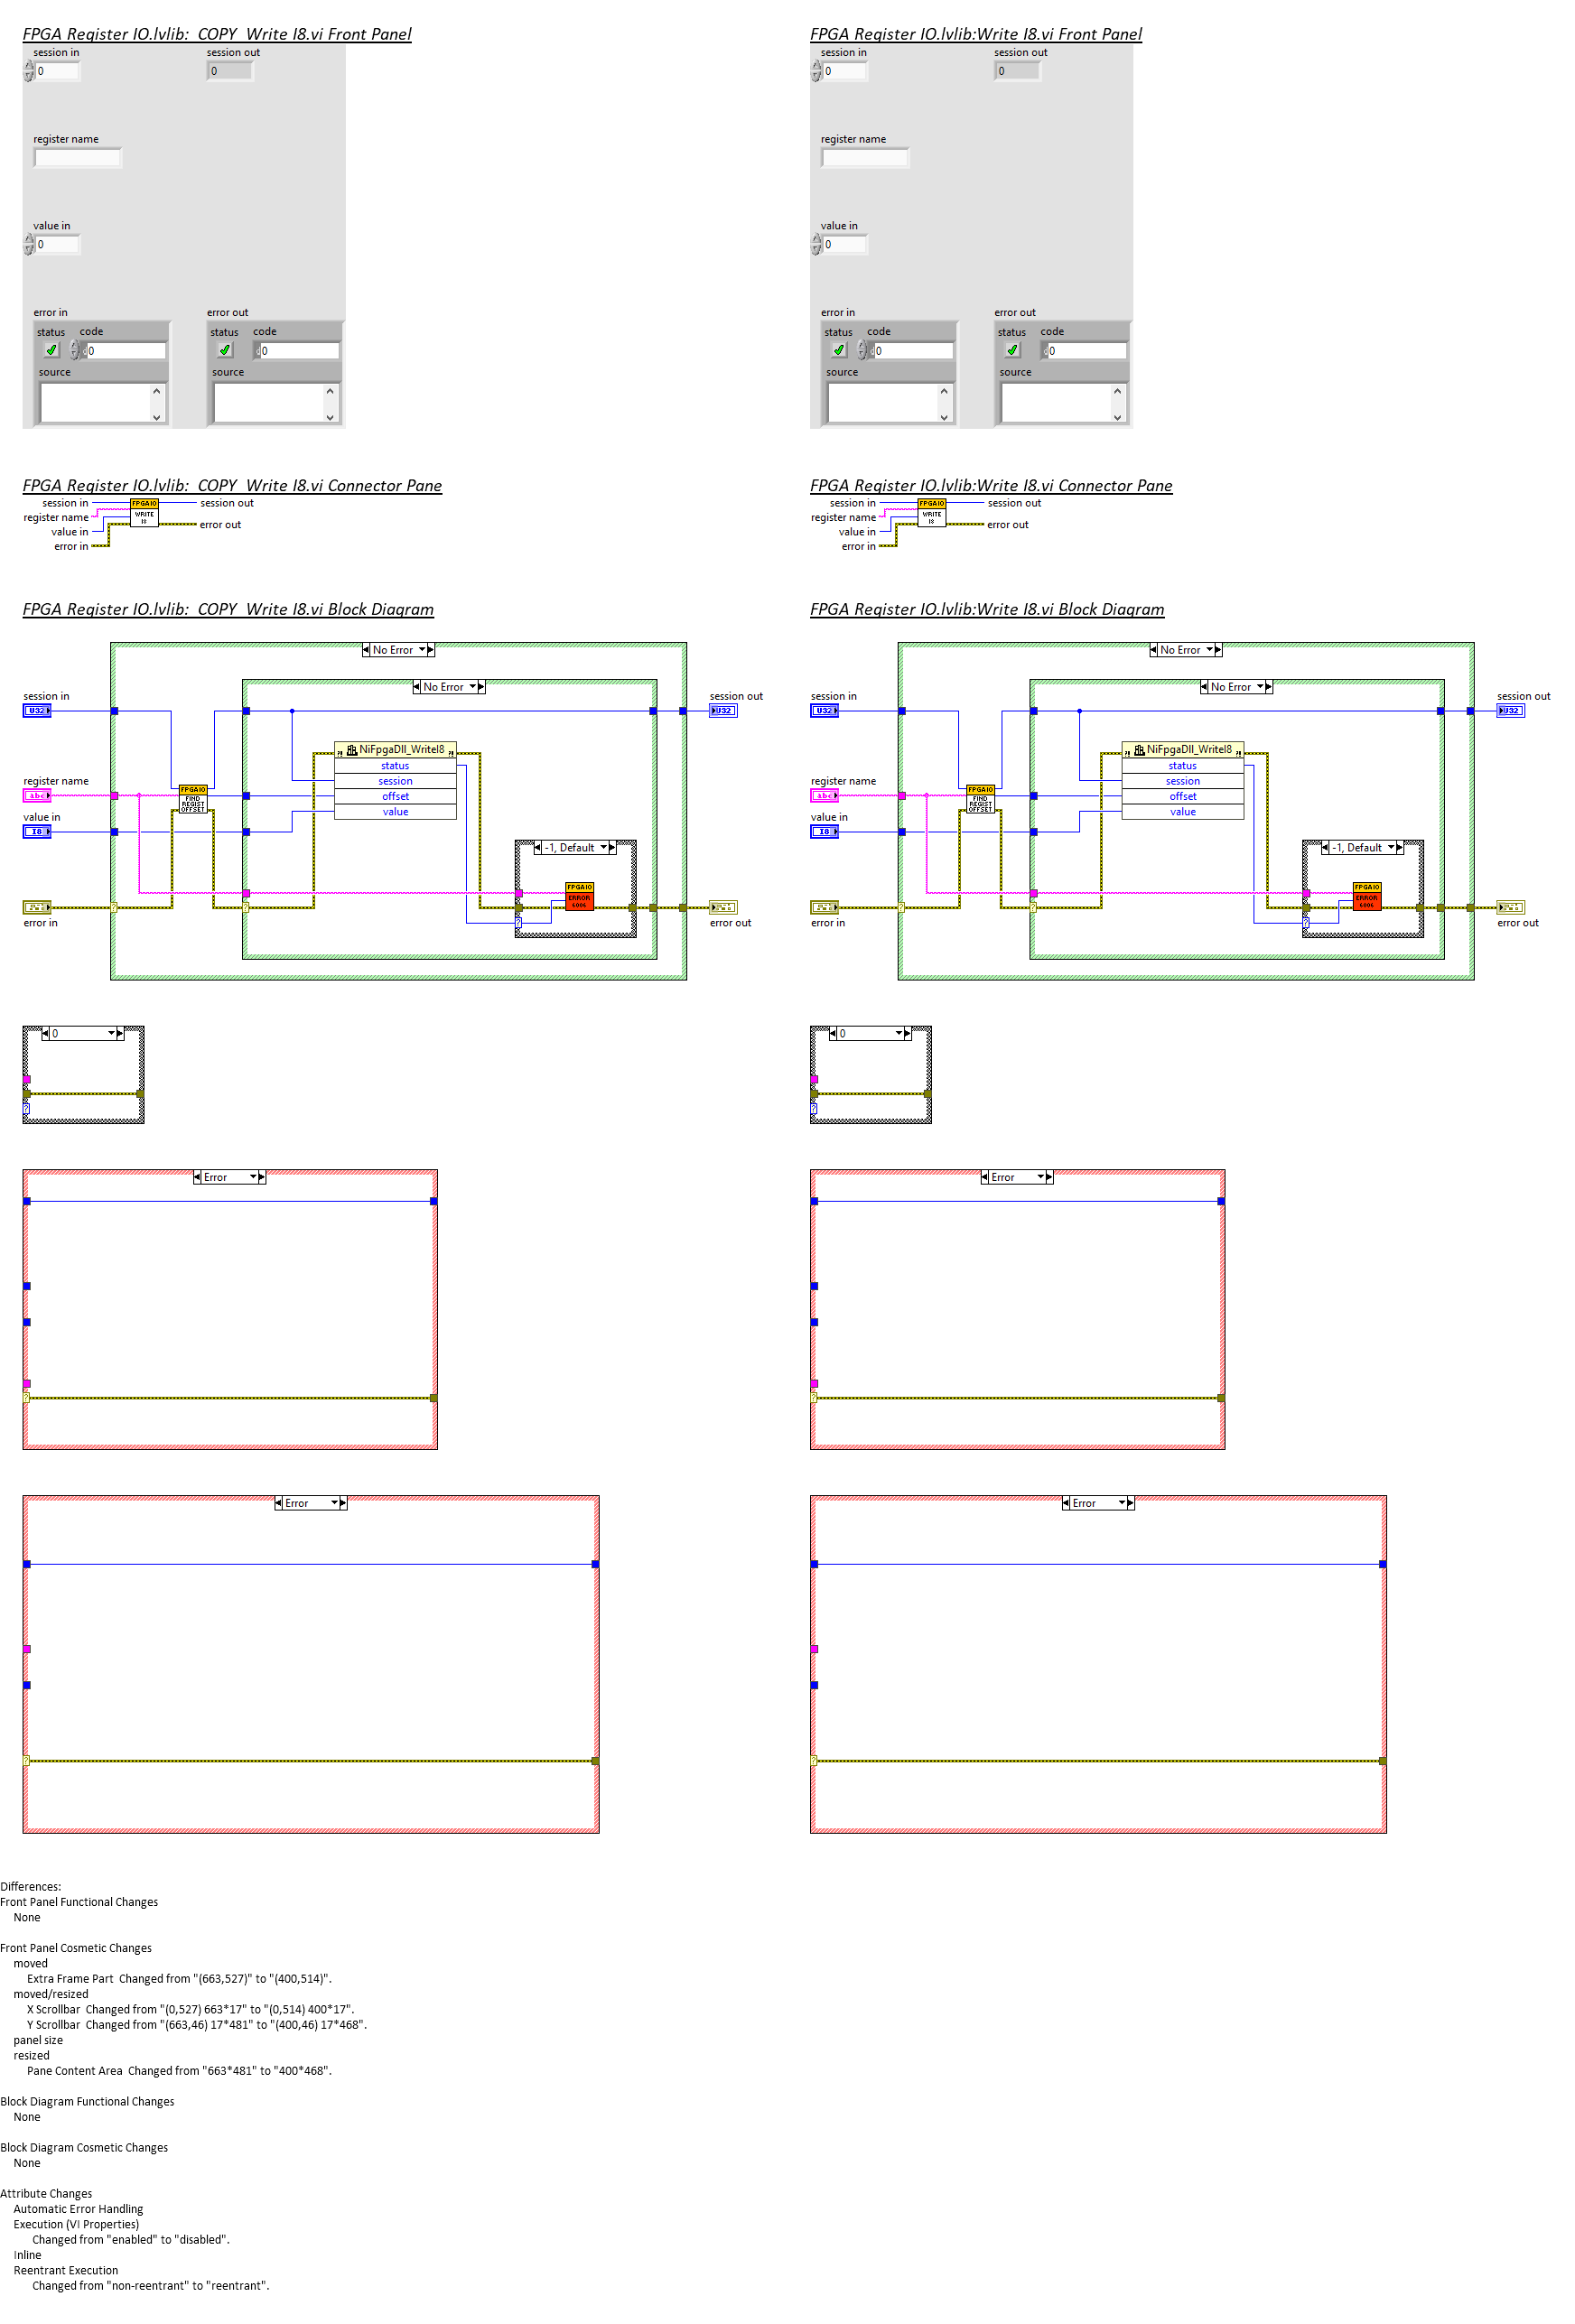 FPGA Register IO.lvlib:  COPY  Write I8.vi Front Panel
session in
session out
0
0
register name
value in
0
error in
error out
status code
status code
0
0
source
source
FPGA Register IO.lvlib:Write I8.vi Front Panel
session in
session out
0
0
register name
value in
0
error in
error out
status code
status code
0
0
source
source
FPGA Register IO.lvlib:  COPY  Write I8.vi Connector Pane
session in
register name
value in
error in
FPGAIO
WRITE
I8
session out
error out
FPGA Register IO.lvlib:Write I8.vi Connector Pane
session in
register name
value in
error in
FPGAIO
WRITE
I8
session out
error out
FPGA Register IO.lvlib:  COPY  Write I8.vi Block Diagram
No Error
No Error
session in
U32
session out
U32
NiFpgaDll_WriteI8
status
session
offset
value
register name
abc
FPGAIO
FIND
REGIST
OFFSET
value in
I8
-1, Default
FPGAIO
ERROR
6006
error in
error out
0
Error
Error
FPGA Register IO.lvlib:Write I8.vi Block Diagram
No Error
No Error
session in
U32
session out
U32
NiFpgaDll_WriteI8
status
session
offset
value
register name
abc
FPGAIO
FIND
REGIST
OFFSET
value in
I8
-1, Default
FPGAIO
ERROR
6006
error in
error out
0
Error
Error
Differences:
Front Panel Functional Changes
None
Front Panel Cosmetic Changes
moved
Extra Frame Part  Changed from "(663,527)" to "(400,514)".
moved/resized
X Scrollbar  Changed from "(0,527) 663*17" to "(0,514) 400*17".
Y Scrollbar  Changed from "(663,46) 17*481" to "(400,46) 17*468".
panel size
resized
Pane Content Area  Changed from "663*481" to "400*468".
Block Diagram Functional Changes
None
Block Diagram Cosmetic Changes
None
Attribute Changes
Automatic Error Handling
Execution (VI Properties)
Changed from "enabled" to "disabled".
Inline
Reentrant Execution
Changed from "non-reentrant" to "reentrant".